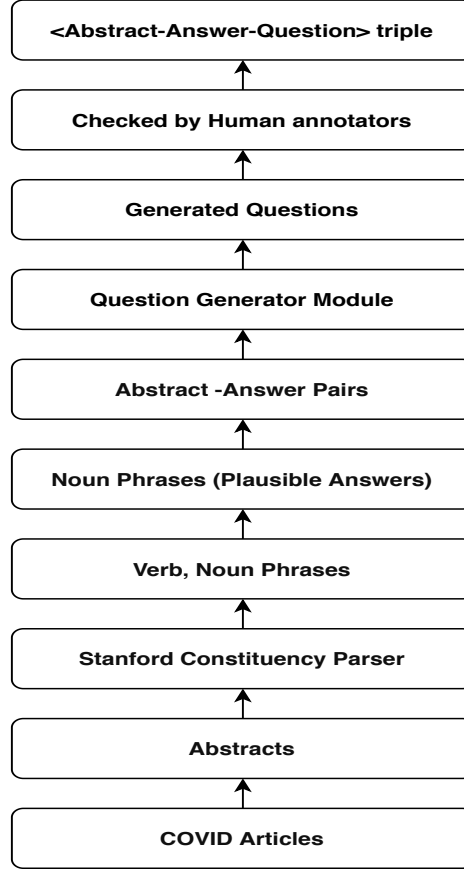 <Abstract-Answer-Question> triple
Checked by Human annotators
Generated Questions
Question Generator Module
Abstract -Answer Pairs
Noun Phrases (Plausible Answers)
Verb, Noun Phrases
Stanford Constituency Parser
Abstracts
COVID Articles